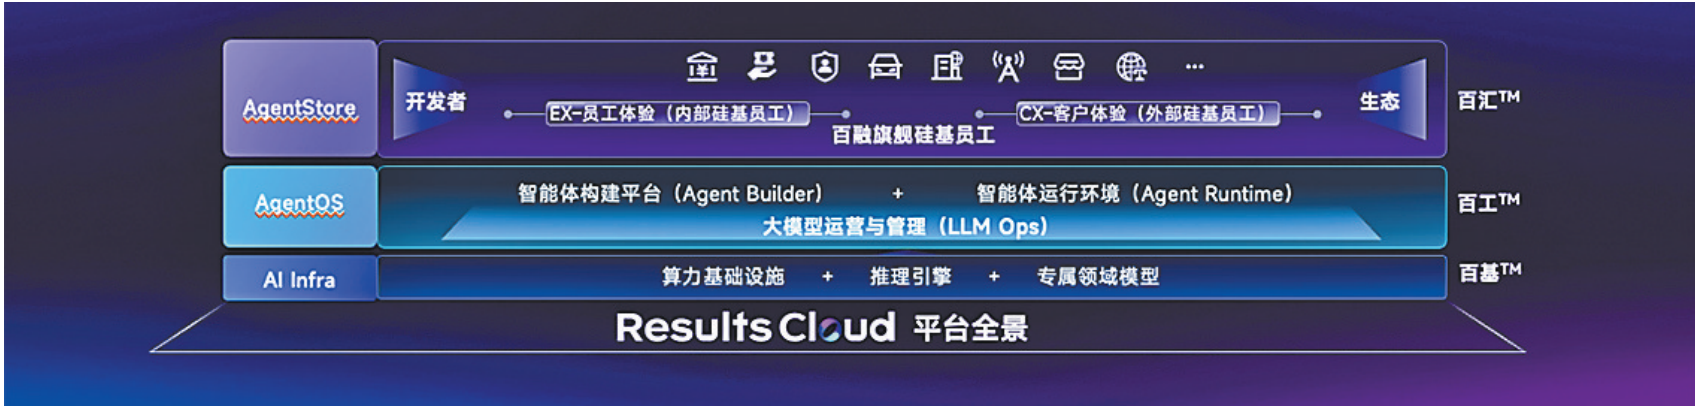 AgentStore
开发者
EX-员工体验（内部硅基员工）
CX-客户体验（外部硅基员工）
百融旗舰硅基员工
···
生态
百汇™
AgentOS
智能体构建平台（Agent Builder） + 智能体运行环境（Agent Runtime）
大模型运营与管理（LLM Ops）
百工™
AI Infra
算力基础设施 + 推理引擎 + 专属领域模型
百基™
Results Cloud 平台全景